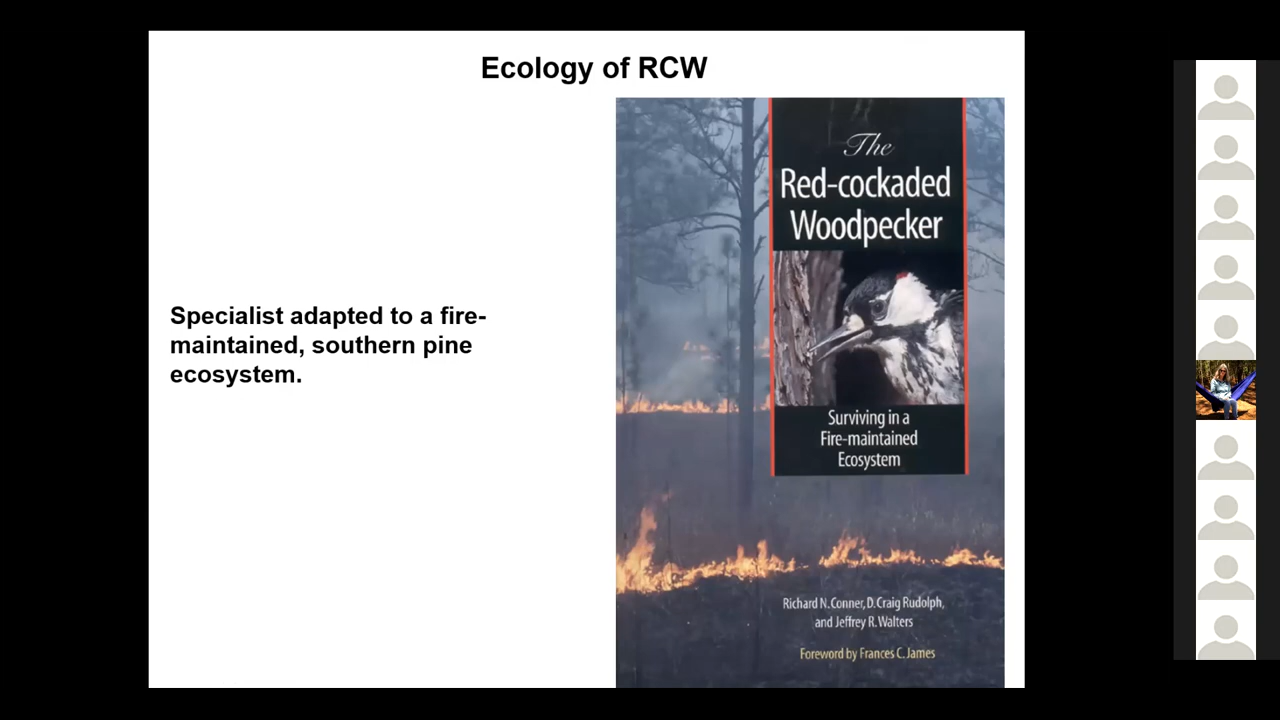 Ecology of RCW
Specialist adapted to a fire-
maintained, southern pine
ecosystem.
The
Red-cockaded
Woodpecker
Surviving in a
Fire-maintained
Ecosystem
Richard N. Conner, D. Craig Rudolph,
and Jeffrey R. Walters
Foreword by Frances C. James